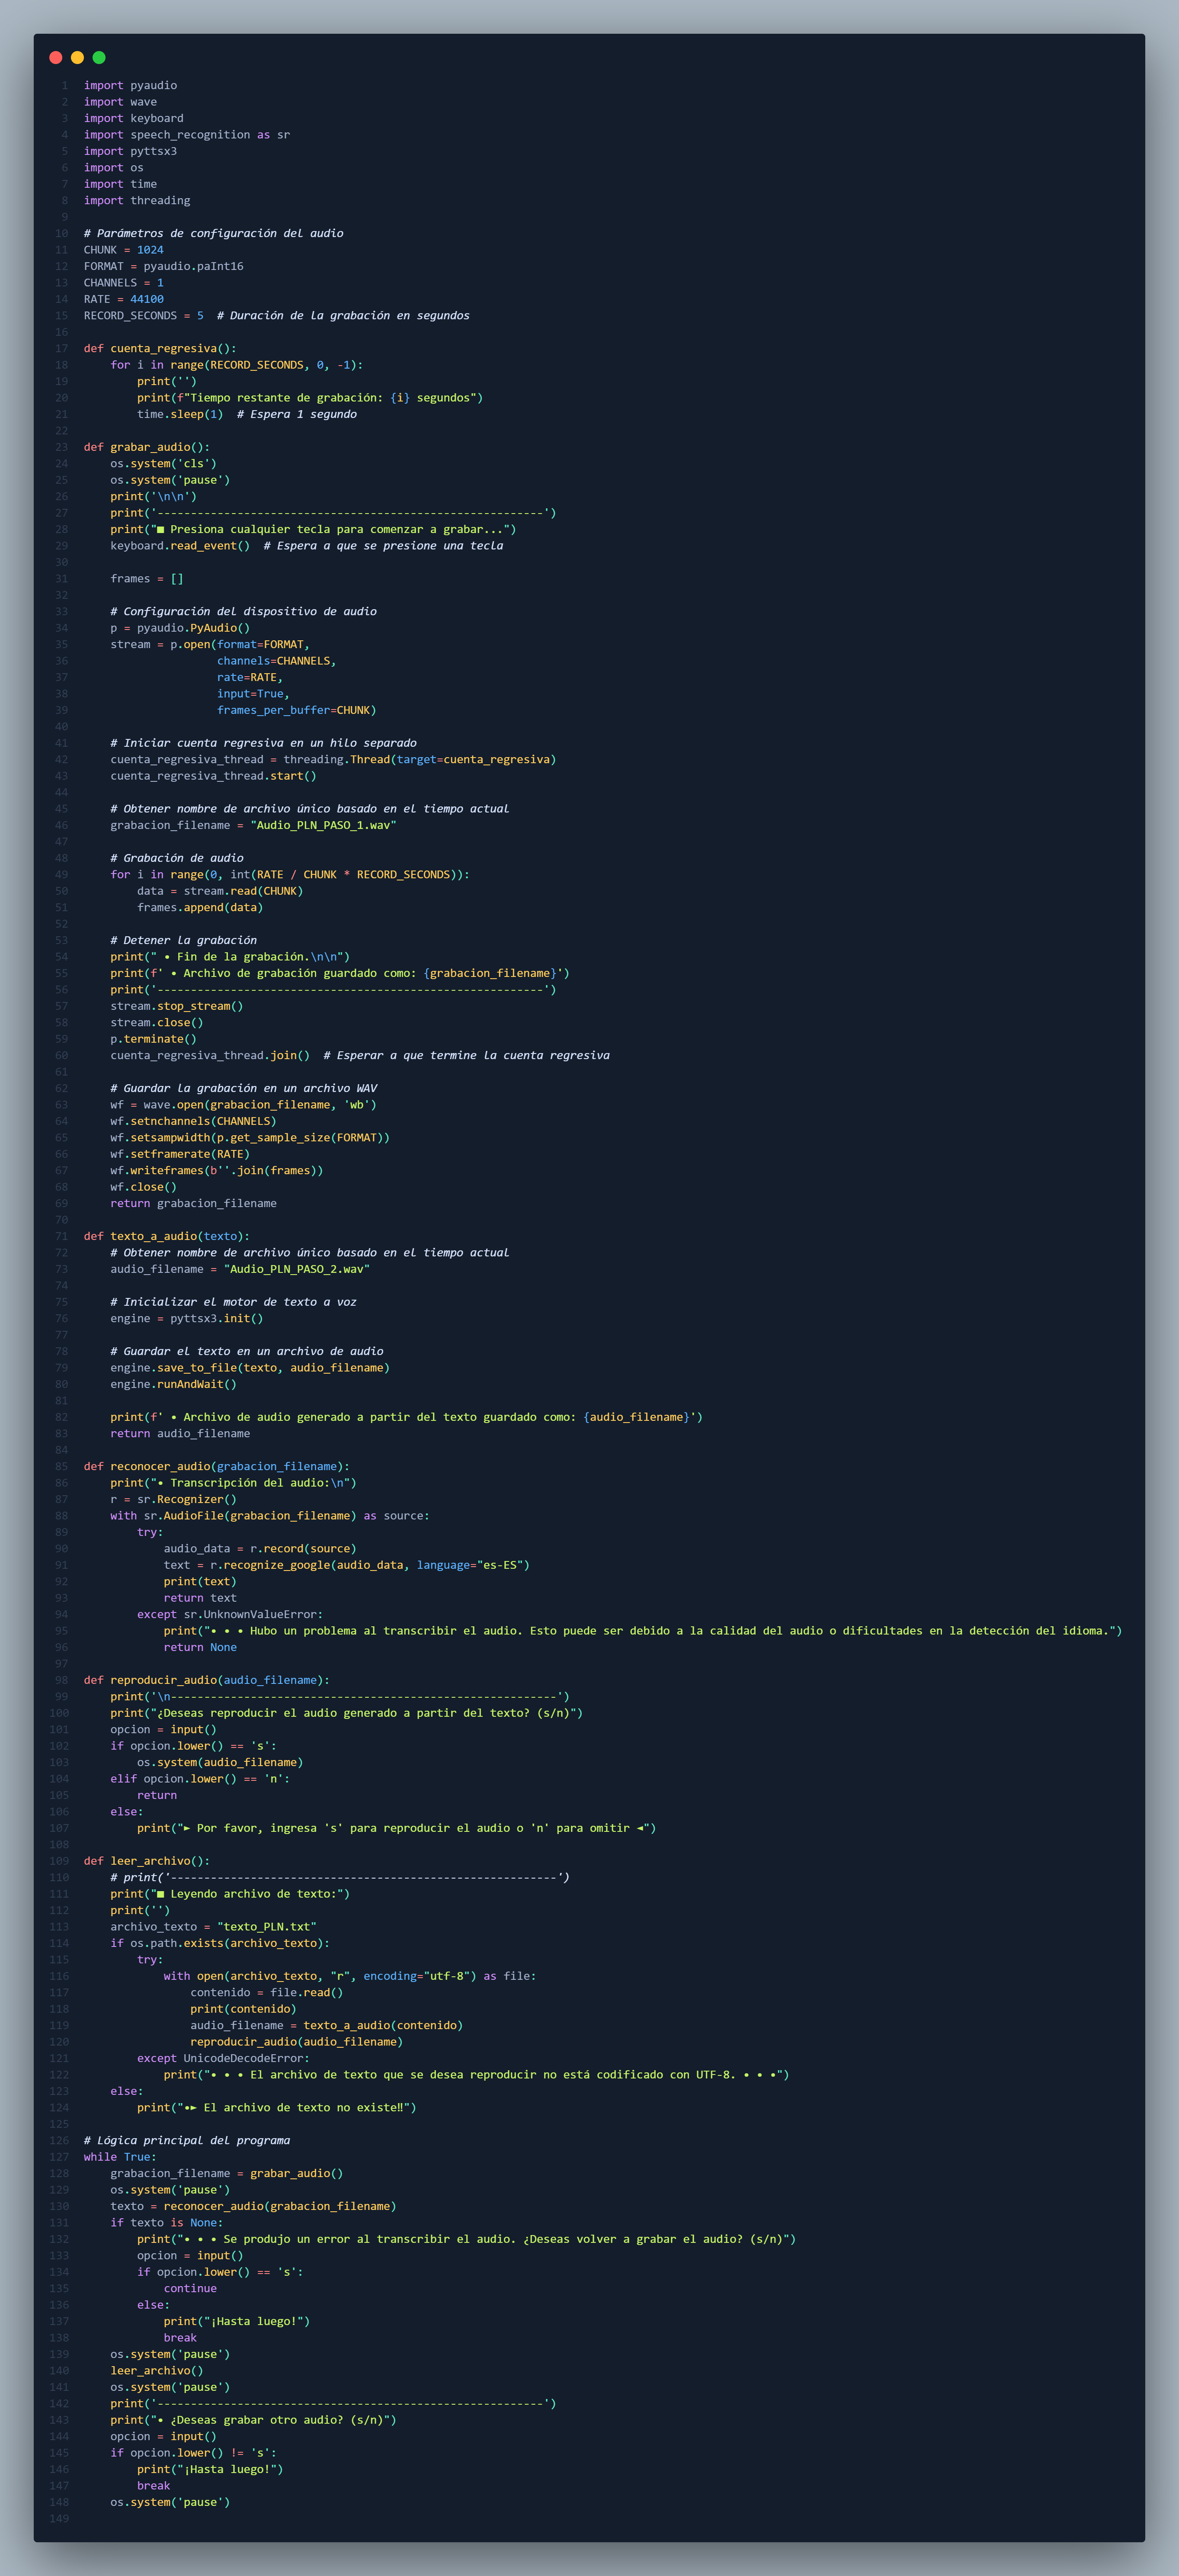 1 import pyaudio
2 import wave
3 import keyboard
4 import speech_recognition as sr
5 import pyttsx3
6 import os
7 import time
8 import threading
9
10 # Parámetros de configuración del audio
11 CHUNK = 1024
12 FORMAT = pyaudio.paInt16
13 CHANNELS = 1
14 RATE = 44100
15 RECORD_SECONDS = 5  # Duración de la grabación en segundos
16
17 def cuenta_regresiva():
18     for i in range(RECORD_SECONDS, 0, -1):
19         print('')
20         print(f"Tiempo restante de grabación: {i} segundos")
21         time.sleep(1)  # Espera 1 segundo
22
23 def grabar_audio():
24     os.system('cls')
25     os.system('pause')
26     print('\n\n')
27     print('----------------------------------------------------------')
28     print("■ Presiona cualquier tecla para comenzar a grabar...")
29     keyboard.read_event()  # Espera a que se presione una tecla
30
31     frames = []
32
33     # Configuración del dispositivo de audio
34     p = pyaudio.PyAudio()
35     stream = p.open(format=FORMAT,
36                     channels=CHANNELS,
37                     rate=RATE,
38                     input=True,
39                     frames_per_buffer=CHUNK)
40
41     # Iniciar cuenta regresiva en un hilo separado
42     cuenta_regresiva_thread = threading.Thread(target=cuenta_regresiva)
43     cuenta_regresiva_thread.start()
44
45     # Obtener nombre de archivo único basado en el tiempo actual
46     grabacion_filename = "Audio_PLN_PASO_1.wav"
47
48     # Grabación de audio
49     for i in range(0, int(RATE / CHUNK * RECORD_SECONDS)):
50         data = stream.read(CHUNK)
51         frames.append(data)
52
53     # Detener la grabación
54     print(" • Fin de la grabación.\n\n")
55     print(f' • Archivo de grabación guardado como: {grabacion_filename}')
56     print('----------------------------------------------------------')
57     stream.stop_stream()
58     stream.close()
59     p.terminate()
60     cuenta_regresiva_thread.join()  # Esperar a que termine la cuenta regresiva
61
62     # Guardar la grabación en un archivo WAV
63     wf = wave.open(grabacion_filename, 'wb')
64     wf.setnchannels(CHANNELS)
65     wf.setsampwidth(p.get_sample_size(FORMAT))
66     wf.setframerate(RATE)
67     wf.writeframes(b''.join(frames))
68     wf.close()
69     return grabacion_filename
70
71 def texto_a_audio(texto):
72     # Obtener nombre de archivo único basado en el tiempo actual
73     audio_filename = "Audio_PLN_PASO_2.wav"
74
75     # Inicializar el motor de texto a voz
76     engine = pyttsx3.init()
77
78     # Guardar el texto en un archivo de audio
79     engine.save_to_file(texto, audio_filename)
80     engine.runAndWait()
81
82     print(f' • Archivo de audio generado a partir del texto guardado como: {audio_filename}')
83     return audio_filename
84
85 def reconocer_audio(grabacion_filename):
86     print("• Transcripción del audio:\n")
87     r = sr.Recognizer()
88     with sr.AudioFile(grabacion_filename) as source:
89         try:
90             audio_data = r.record(source)
91             text = r.recognize_google(audio_data, language="es-ES")
92             print(text)
93             return text
94         except sr.UnknownValueError:
95             print("• • • Hubo un problema al transcribir el audio. Esto puede ser debido a la calidad del audio o dificultades en la detección del idioma.")
96             return None
97
98 def reproducir_audio(audio_filename):
99     print('\n----------------------------------------------------------')
100     print("¿Deseas reproducir el audio generado a partir del texto? (s/n)")
101     opcion = input()
102     if opcion.lower() == 's':
103         os.system(audio_filename)
104     elif opcion.lower() == 'n':
105         return
106     else:
107         print("► Por favor, ingresa 's' para reproducir el audio o 'n' para omitir ◄")
108
109 def leer_archivo():
110     # print('----------------------------------------------------------')
111     print("■ Leyendo archivo de texto:")
112     print('')
113     archivo_texto = "texto_PLN.txt"
114     if os.path.exists(archivo_texto):
115         try:
116             with open(archivo_texto, "r", encoding="utf-8") as file:
117                 contenido = file.read()
118                 print(contenido)
119                 audio_filename = texto_a_audio(contenido)
120                 reproducir_audio(audio_filename)
121         except UnicodeDecodeError:
122             print("• • • El archivo de texto que se desea reproducir no está codificado con UTF-8. • • •")
123     else:
124         print("•► El archivo de texto no existe‼")
125
126 # Lógica principal del programa
127 while True:
128     grabacion_filename = grabar_audio()
129     os.system('pause')
130     texto = reconocer_audio(grabacion_filename)
131     if texto is None:
132         print("• • • Se produjo un error al transcribir el audio. ¿Deseas volver a grabar el audio? (s/n)")
133         opcion = input()
134         if opcion.lower() == 's':
135             continue
136         else:
137             print("¡Hasta luego!")
138             break
139     os.system('pause')
140     leer_archivo()
141     os.system('pause')
142     print('----------------------------------------------------------')
143     print("• ¿Deseas grabar otro audio? (s/n)")
144     opcion = input()
145     if opcion.lower() != 's':
146         print("¡Hasta luego!")
147         break
148     os.system('pause')
149